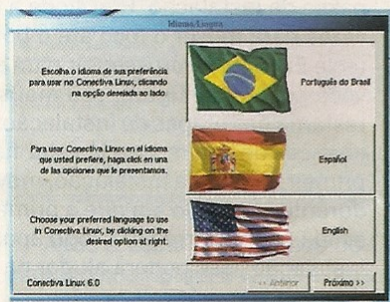 Idioma/Lingua
Escolha o idioma de sua preferência
para usar no Conectiva Linux, clicando
na opção desejada ao lado.
Português do Brasil
Para usar Conectiva Linux en el idioma
que usted prefiere, haga click en una
de las opciones que le presentamos.
Español
Choose your preferred language to use
in Conectiva Linux, by clicking on the
desired option at right.
English
Conectiva Linux 6.0
<< Anterior
Próximo >>